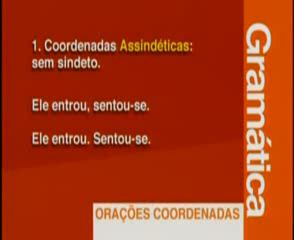 1. Coordenadas Assindéticas:
sem síndeto.
Ele entrou, sentou-se.
Ele entrou. Sentou-se.
ORAÇÕES COORDENADAS
Gramática